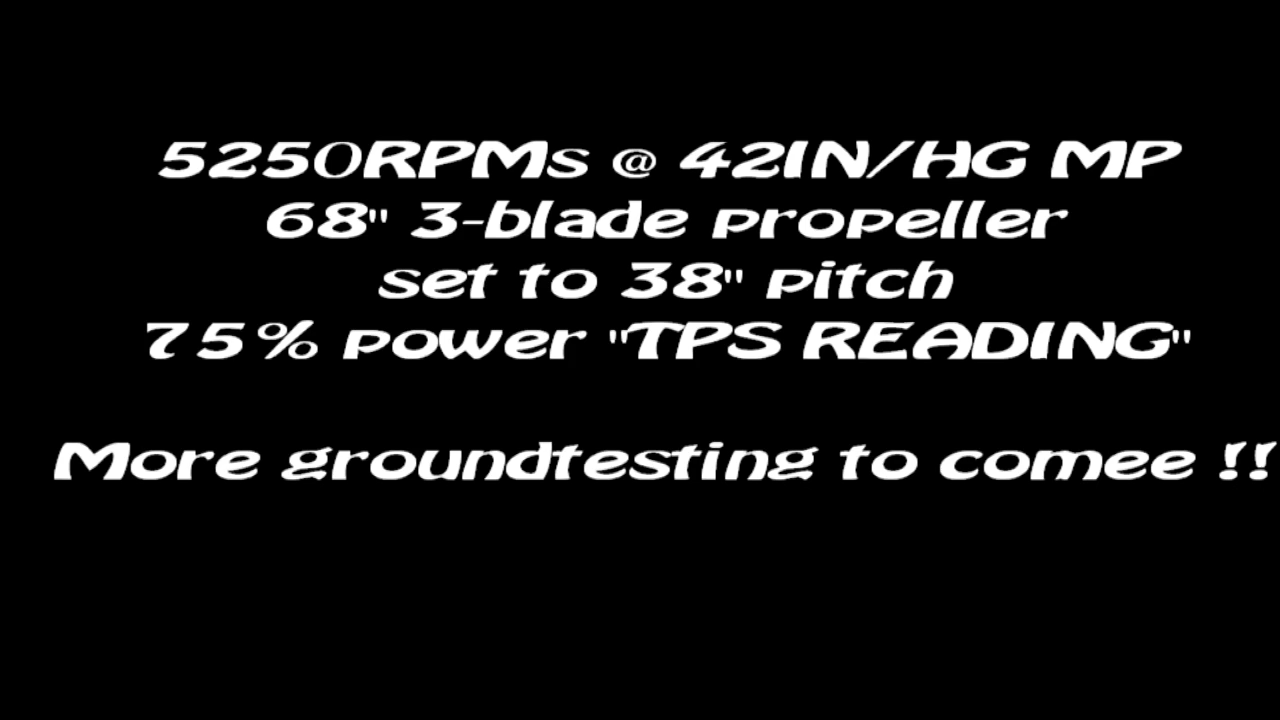 5250RPMs @ 42IN/HG MP
68" 3-blade propeller
set to 38" pitch
75% power "TPS READING"
More groundtesting to comee !!